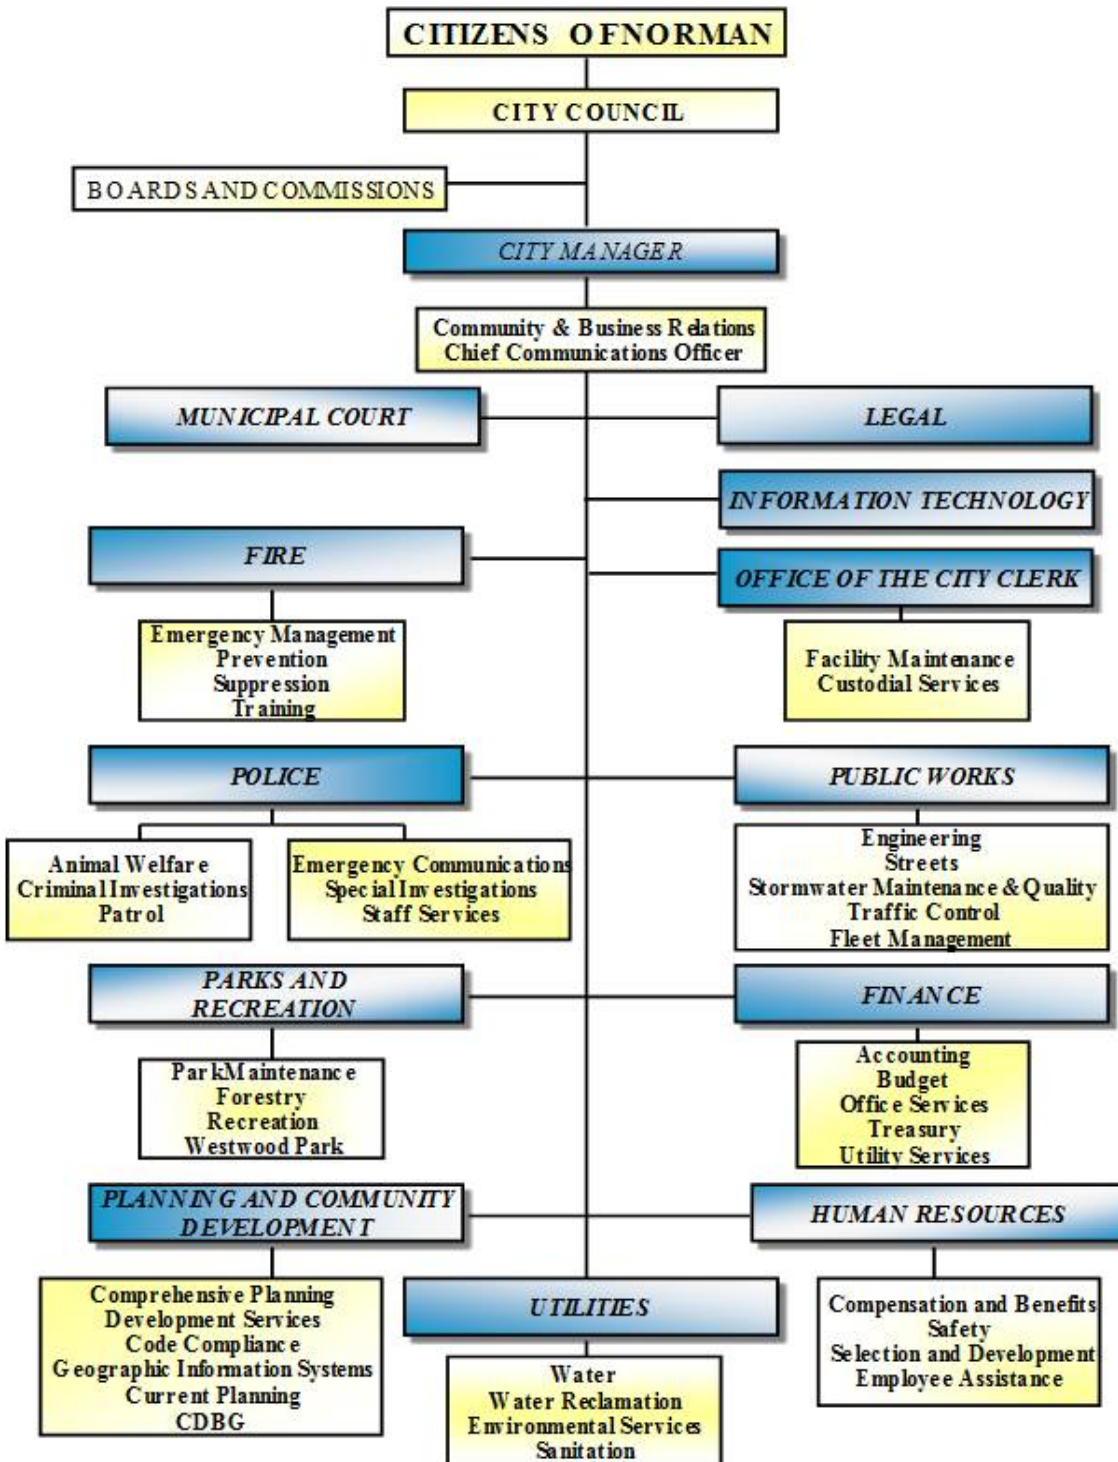 CITIZENS OFNORMAN
CITY COUNCIL
BOARDS AND COMMISSIONS
CITY MANAGER
Community & Business Relations
Chief Communications Officer
MUNICIPAL COURT
LEGAL
INFORMATION TECHNOLOGY
FIRE
OFFICE OF THE CITY CLERK
Emergency Management
Prevention
Suppression
Training
Facility Maintenance
Custodial Services
POLICE
PUBLIC WORKS
Animal Welfare
Criminal Investigations
Patrol
Emergency Communications
Special Investigations
Staff Services
Engineering
Streets
Stormwater Maintenance & Quality
Traffic Control
Fleet Management
PARKS AND
RECREATION
FINANCE
Park Maintenance
Forestry
Recreation
Westwood Park
Accounting
Budget
Office Services
Treasury
Utility Services
PLANNING AND COMMUNITY
DEVELOPMENT
HUMAN RESOURCES
Comprehensive Planning
Development Services
Code Compliance
Geographic Information Systems
Current Planning
CDBG
UTILITIES
Water
Water Reclamation
Environmental Services
Sanitation
Compensation and Benefits
Safety
Selection and Development
Employee Assistance